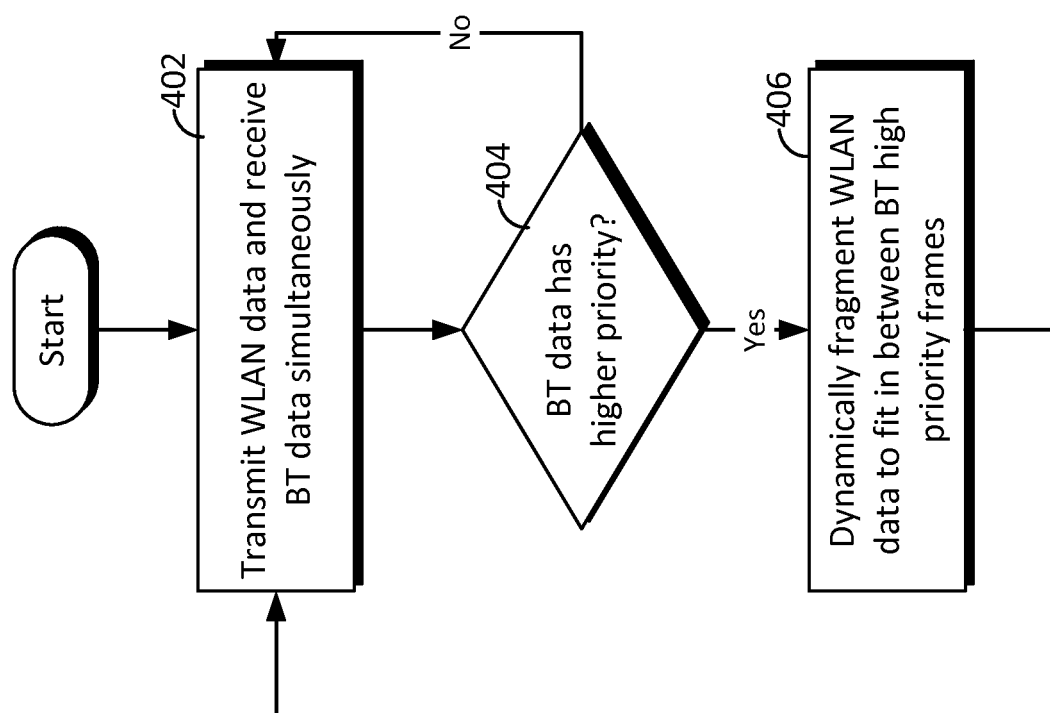 Start
402
Transmit WLAN data and receive
BT data simultaneously
404
BT data has
higher priority?
No
Yes
406
Dynamically fragment WLAN
data to fit in between BT high
priority frames